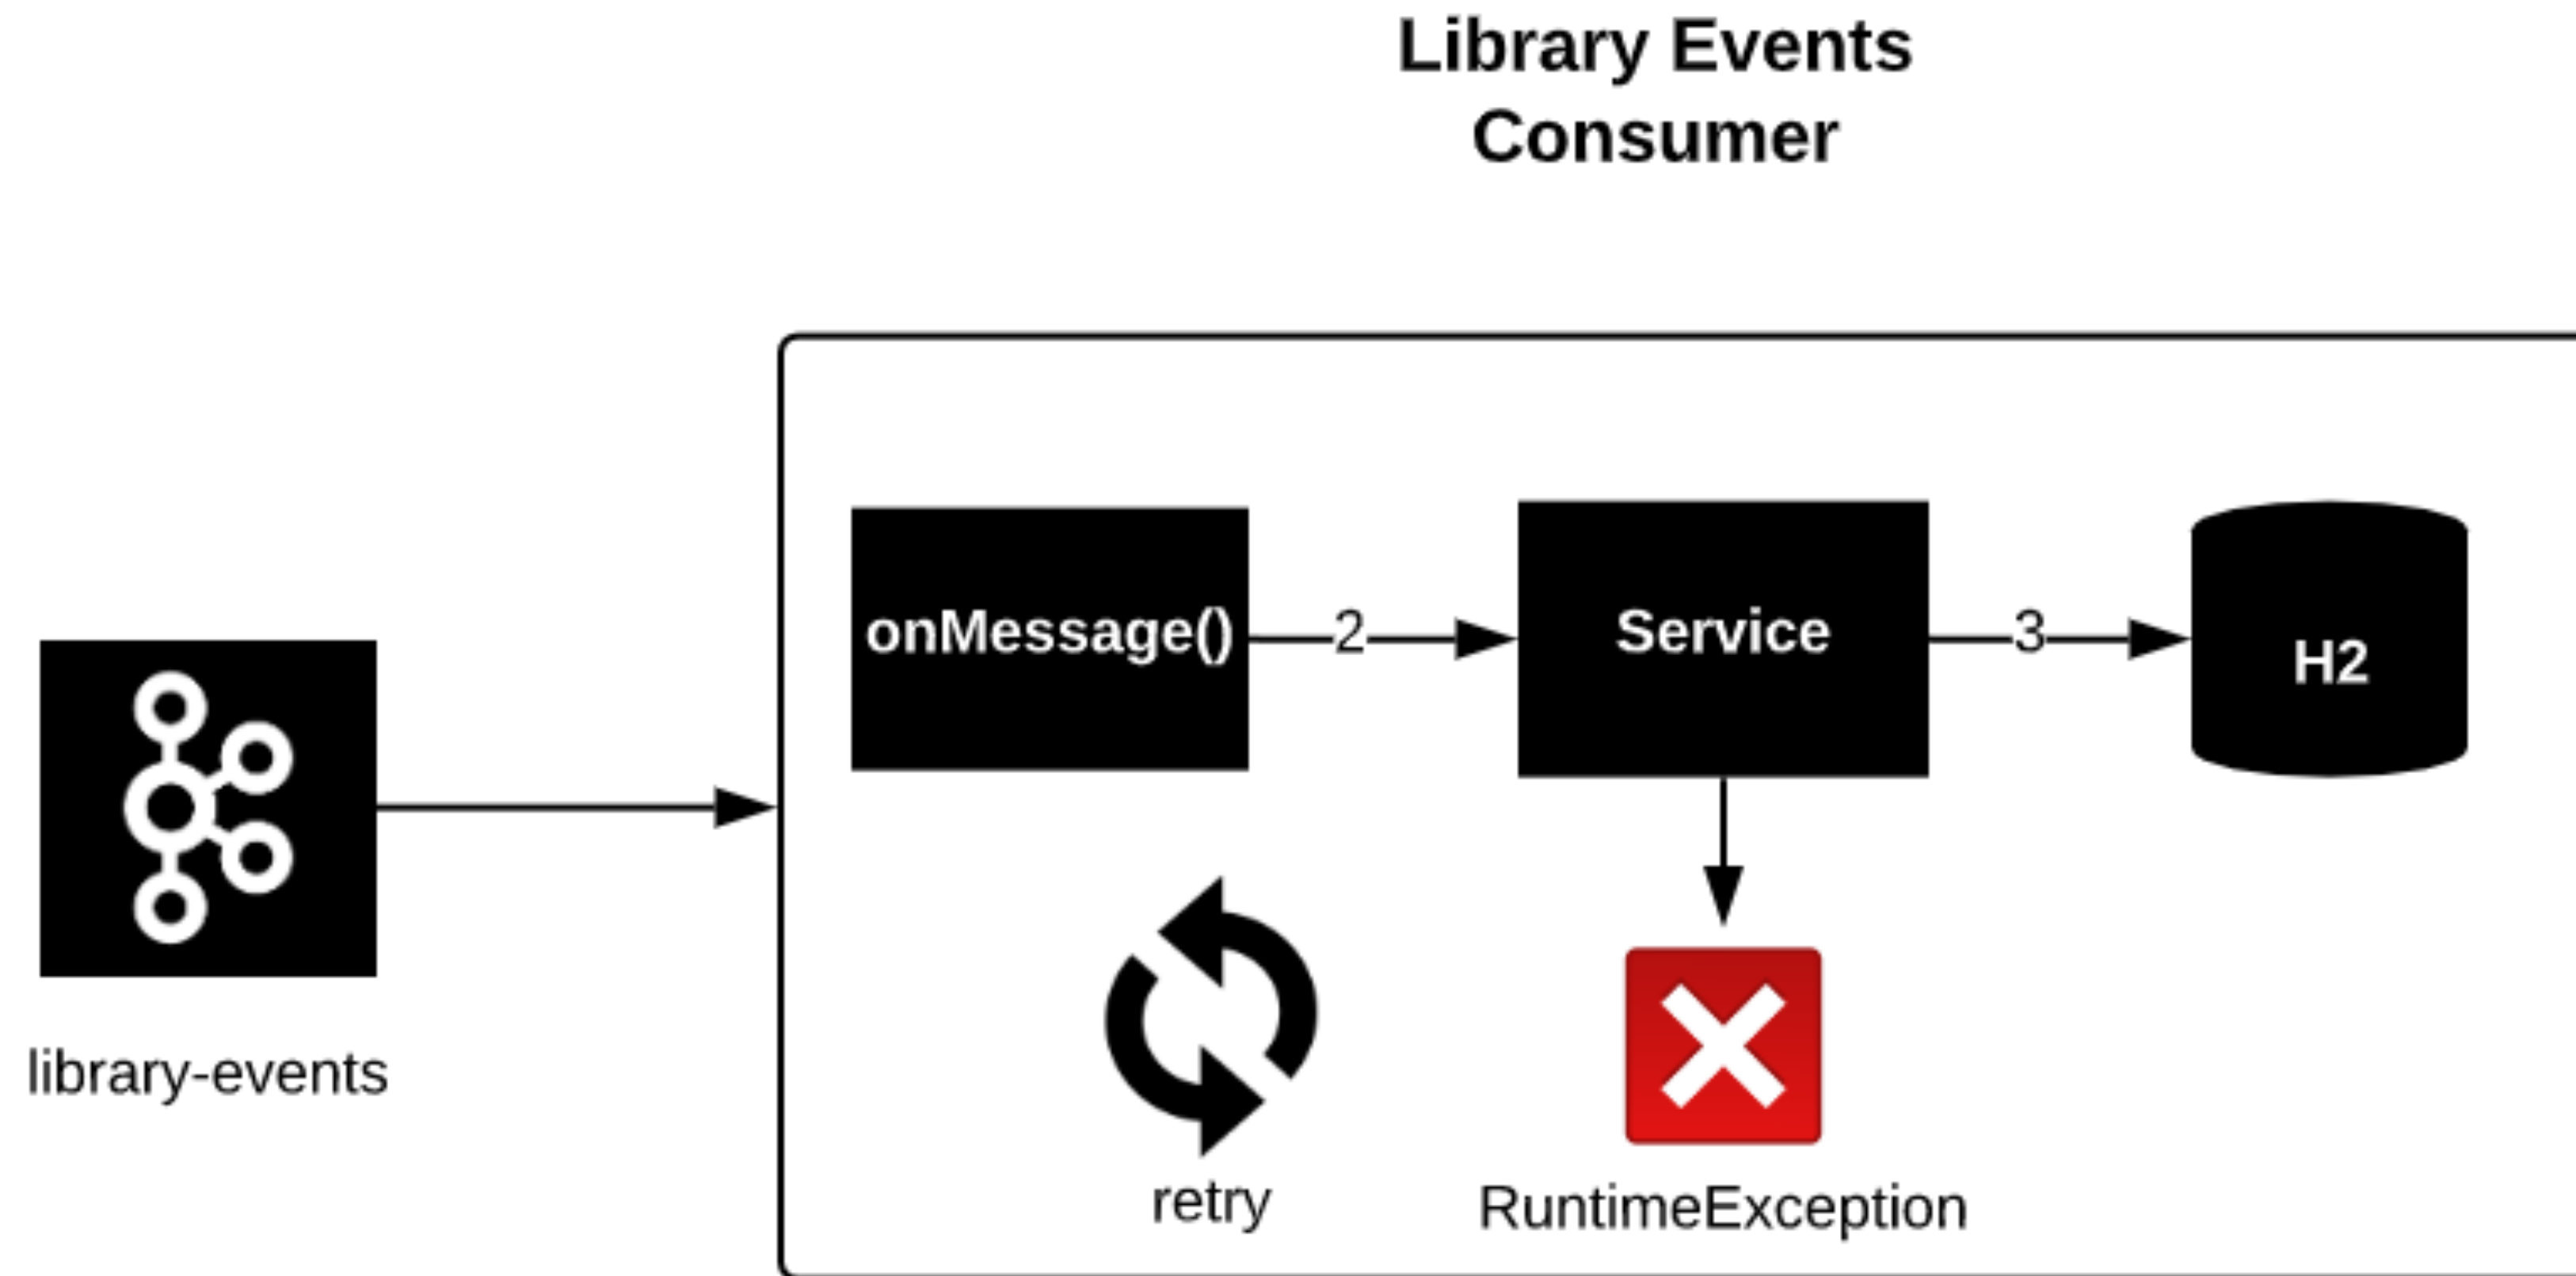 Library Events
Consumer
onMessage()
2
Service
3
H2
library-events
retry
RuntimeException